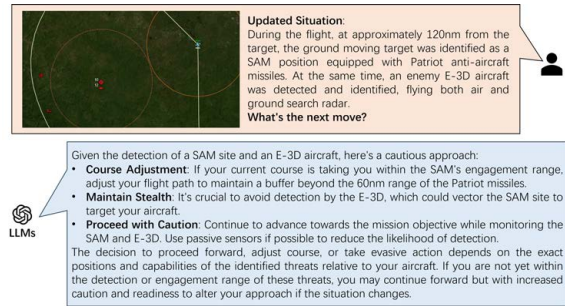 Updated Situation:
During the flight, at approximately 120nm from the
target, the ground moving target was identified as a
SAM position equipped with Patriot anti-aircraft
missiles. At the same time, an enemy E-3D aircraft
was detected and identified, flying both air and
ground search radar.
What's the next move?
Given the detection of a SAM site and an E-3D aircraft, here's a cautious approach:
• Course Adjustment: If your current course is taking you within the SAM's engagement range,
adjust your flight path to maintain a buffer beyond the 60nm range of the Patriot missiles.
• Maintain Stealth: It's crucial to avoid detection by the E-3D, which could vector the SAM site to
target your aircraft.
• Proceed with Caution: Continue to advance towards the mission objective while monitoring the
SAM and E-3D. Use passive sensors if possible to reduce the likelihood of detection.
The decision to proceed forward, adjust course, or take evasive action depends on the exact
positions and capabilities of the identified threats relative to your aircraft. If you are not yet within
the detection or engagement range of these threats, you may continue forward but with increased
caution and readiness to alter your approach if the situation changes.
LLMs